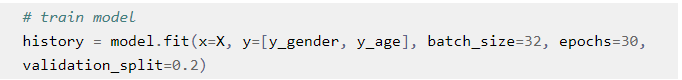 # train model
history = model.fit(x=X, y=[y_gender, y_age], batch_size=32, epochs=30,
validation_split=0.2)